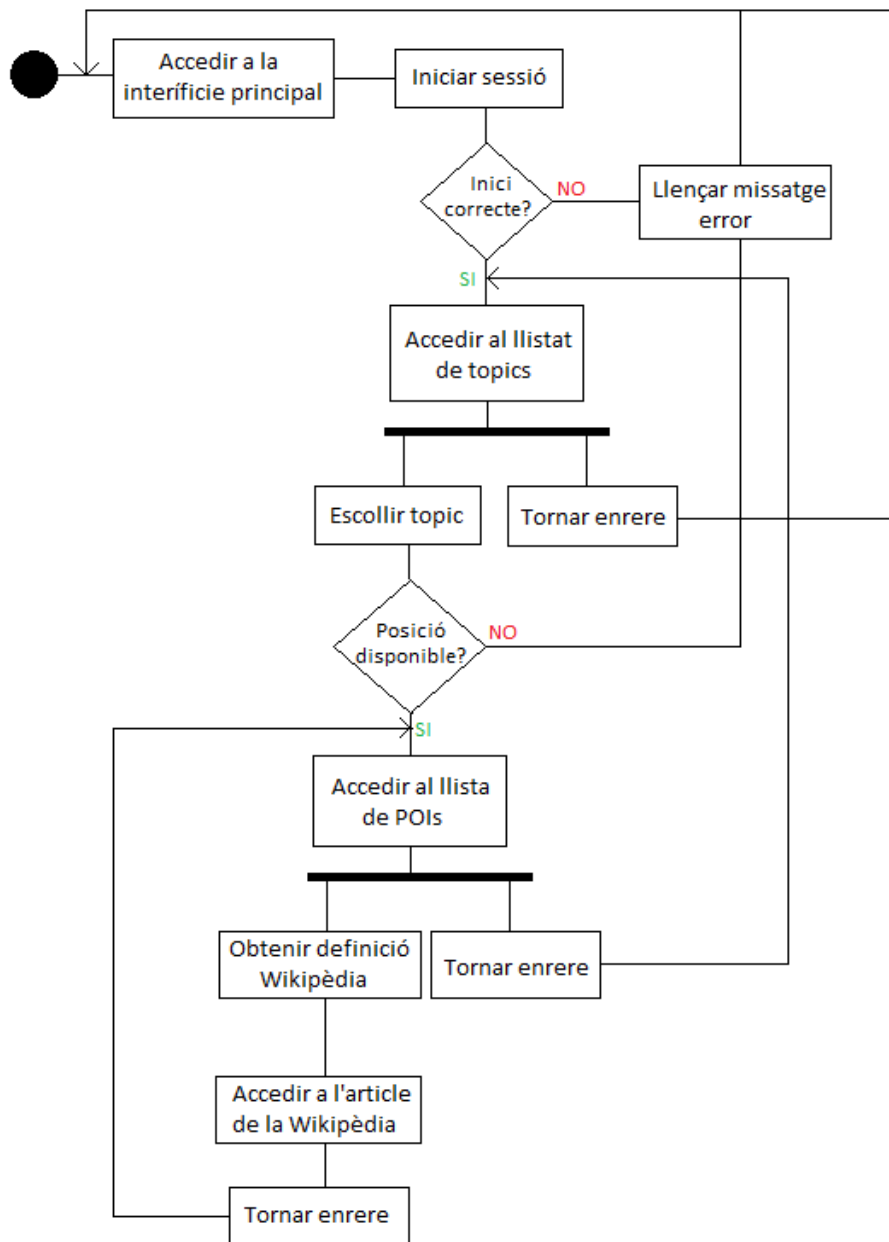 Accedir a la
interíficie principal
Iniciar sessió
Inici
correcte?
NO
Llençar missatge
error
SI
Accedir al llistat
de topics
Escollir topic
Tornar enrere
Posició
disponible?
NO
SI
Accedir al llista
de POIs
Obtenir definició
Wikipèdia
Tornar enrere
Accedir a l'article
de la Wikipèdia
Tornar enrere